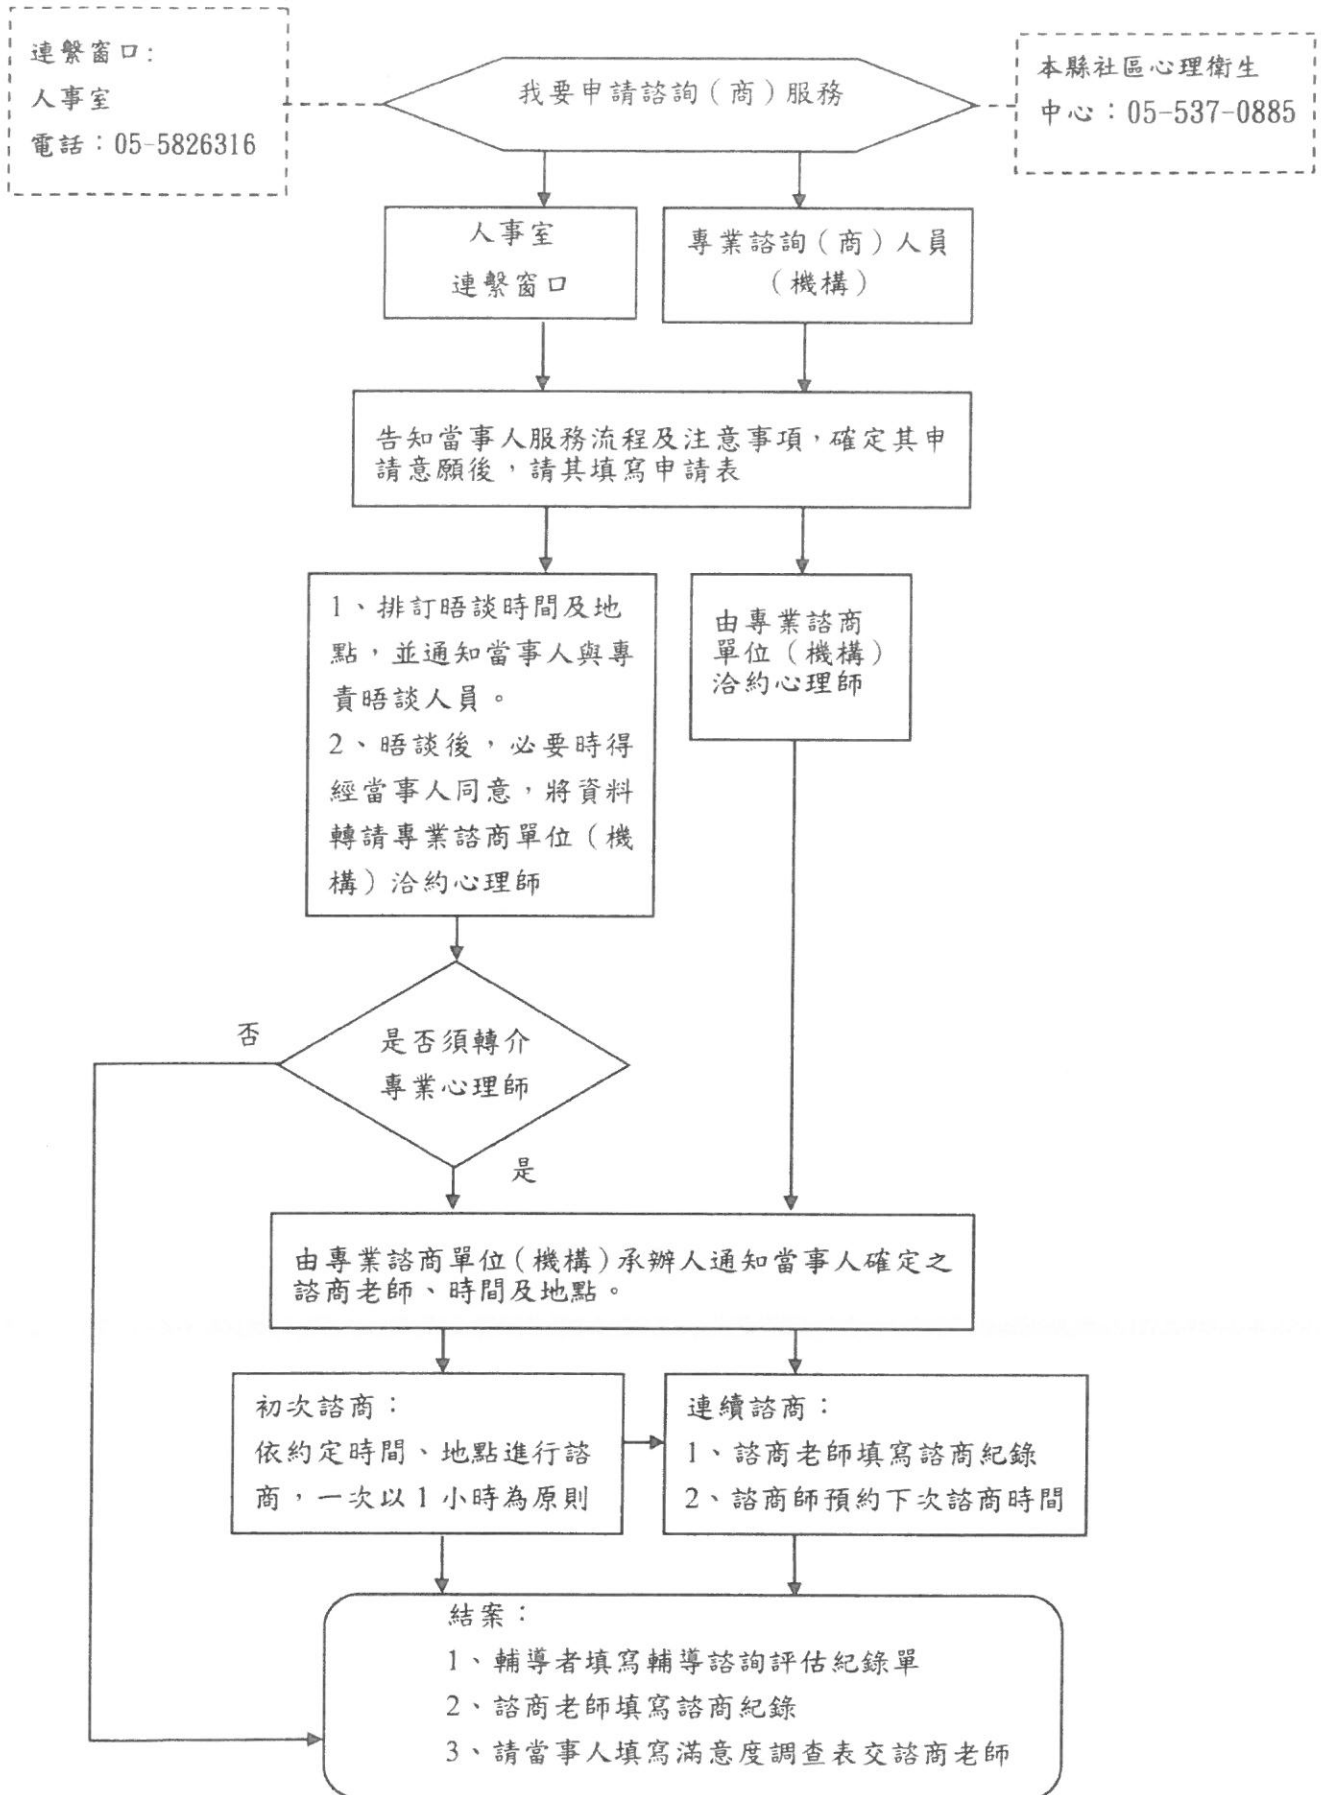 連繫窗口:
人事室
電話：05-5826316
我要申請諮詢（商）服務
本縣社區心理衛生
中心：05-537-0885
人事室
連繫窗口
專業諮詢（商）人員
（機構）
告知當事人服務流程及注意事項，確定其申
請意願後，請其填寫申請表
1、排訂晤談時間及地
點，並通知當事人與專
責晤談人員。
2、晤談後，必要時得
經當事人同意，將資料
轉請專業諮商單位（機
構）洽約心理師
由專業諮商
單位（機構）
洽約心理師
否
是否須轉介
專業心理師
是
由專業諮商單位（機構）承辦人通知當事人確定之
諮商老師、時間及地點。
初次諮商：
依約定時間、地點進行諮
商，一次以1小時為原則
連續諮商：
1、諮商老師填寫諮商紀錄
2、諮商師預約下次諮商時間
結案：
1、輔導者填寫輔導諮詢評估紀錄單
2、諮商老師填寫諮商紀錄
3、請當事人填寫滿意度調查表交諮商老師